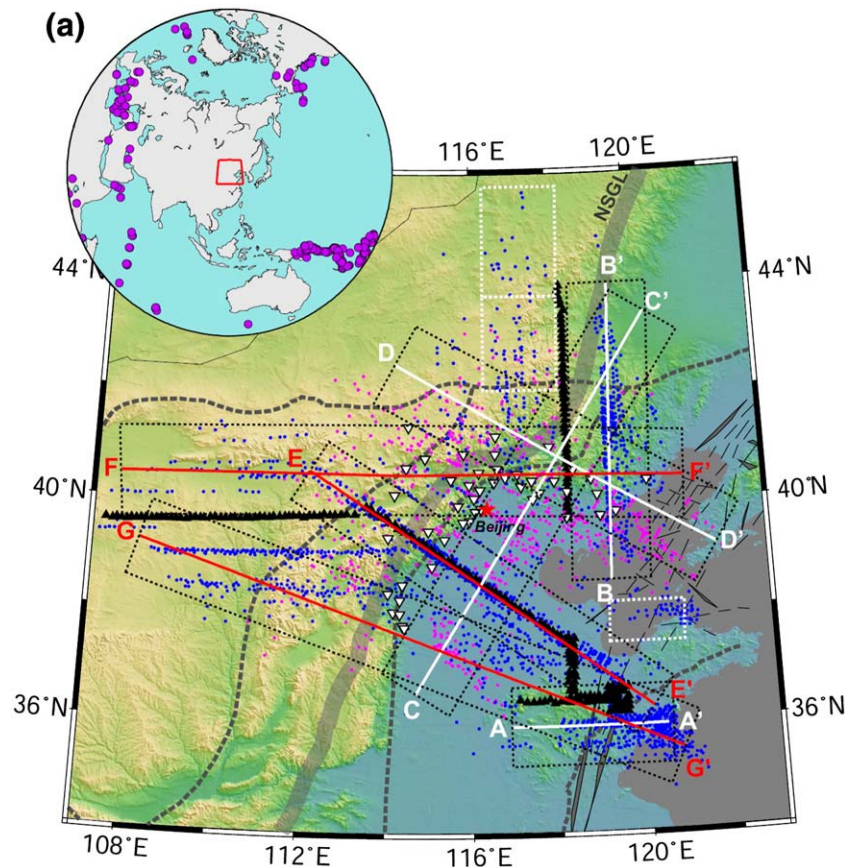 (a)
116°E
120°E
NSGL
B'
44°N
44°N
C'
D
F
E
F'
40°N
40°N
Beijing
G
D'
B
E'
36°N
36°N
C
A
A'
G'
108°E
112°E
116°E
120°E